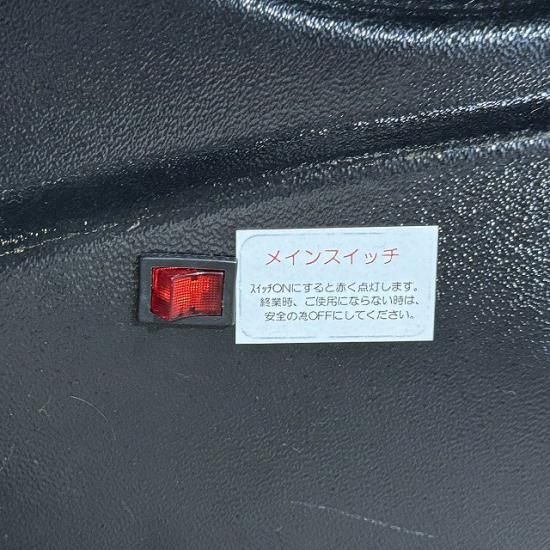 メインスイッチ
ｽｲｯﾁONにすると赤く点灯します。
終業時、ご使用にならない時は、
安全の為OFFにしてください。